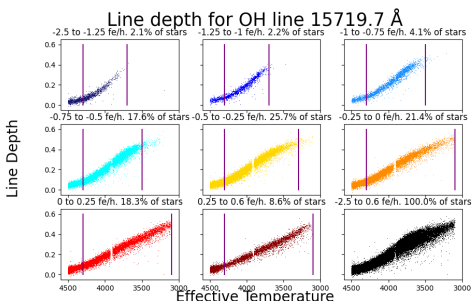 Line depth for OH line 15719.7 Å
-2.5 to -1.25 fe/h. 2.1% of stars
-1.25 to -1 fe/h. 2.2% of stars
-1 to -0.75 fe/h. 4.1% of stars
0.6
0.4
0.2
0.0
-0.75 to -0.5 fe/h. 17.6% of stars
-0.5 to -0.25 fe/h. 25.7% of stars
-0.25 to 0 fe/h. 21.4% of stars
0.6
0.4
0.2
0.0
Line Depth
0 to 0.25 fe/h. 18.3% of stars
0.25 to 0.6 fe/h. 8.6% of stars
-2.5 to 0.6 fe/h. 100.0% of stars
0.6
0.4
0.2
0.0
4500 4000 3500 3000 4500 4000 3500 3000 4500 4000 3500 3000
Effective Temperature